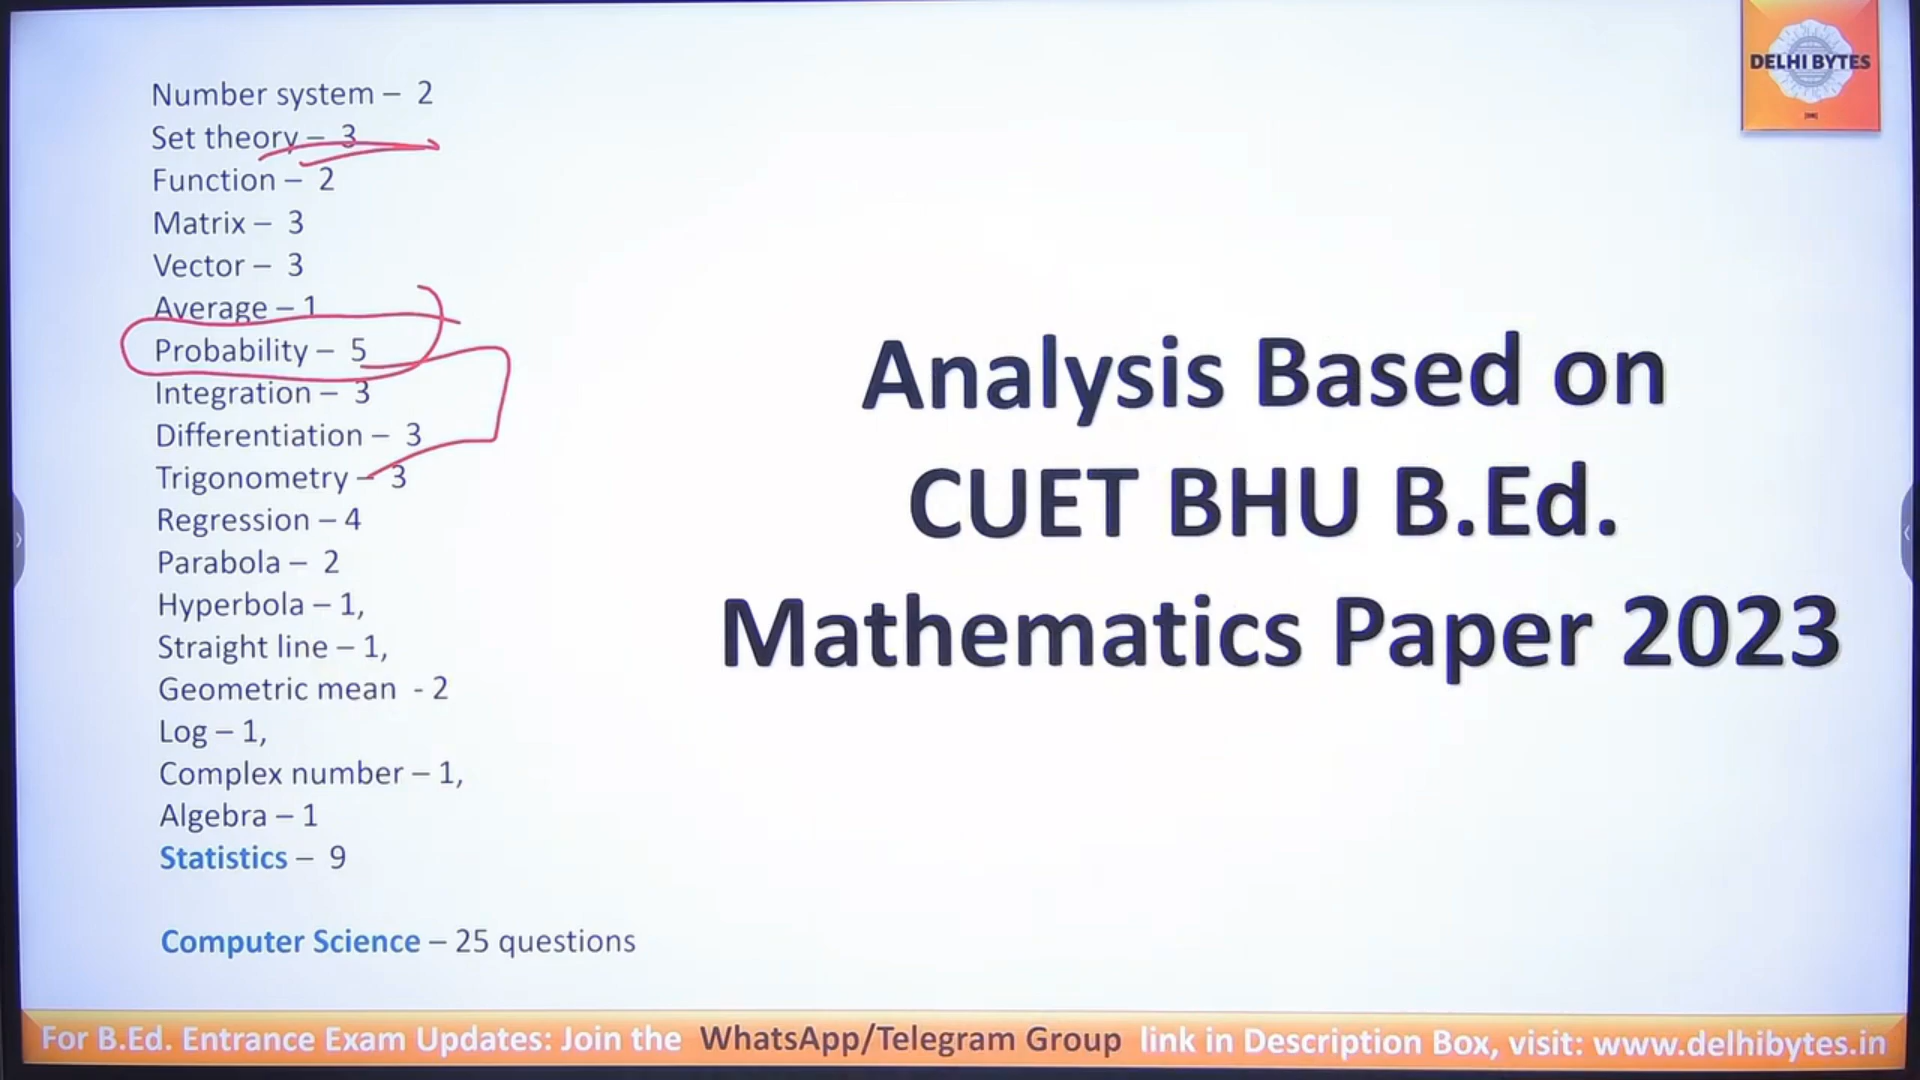 DELHI BYTES
Number system – 2
Set theory – 3
Function – 2
Matrix – 3
Vector – 3
Average – 1
Probability – 5
Integration – 3
Differentiation – 3
Trigonometry – 3
Regression – 4
Parabola – 2
Hyperbola – 1,
Straight line – 1,
Geometric mean - 2
Log – 1,
Complex number – 1,
Algebra – 1
Statistics – 9
Computer Science – 25 questions
Analysis Based on
CUET BHU B.Ed.
Mathematics Paper 2023
For B.Ed. Entrance Exam Updates: Join the WhatsApp/Telegram Group link in Description Box, visit: www.delhibytes.in